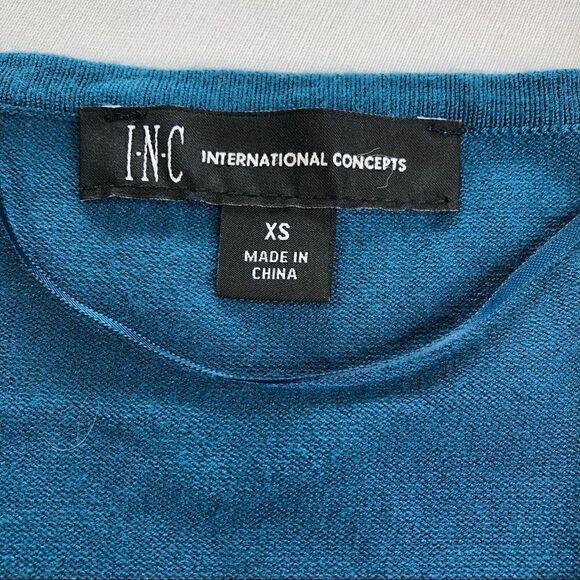 I·N·C INTERNATIONAL CONCEPTS
XS
MADE IN
CHINA